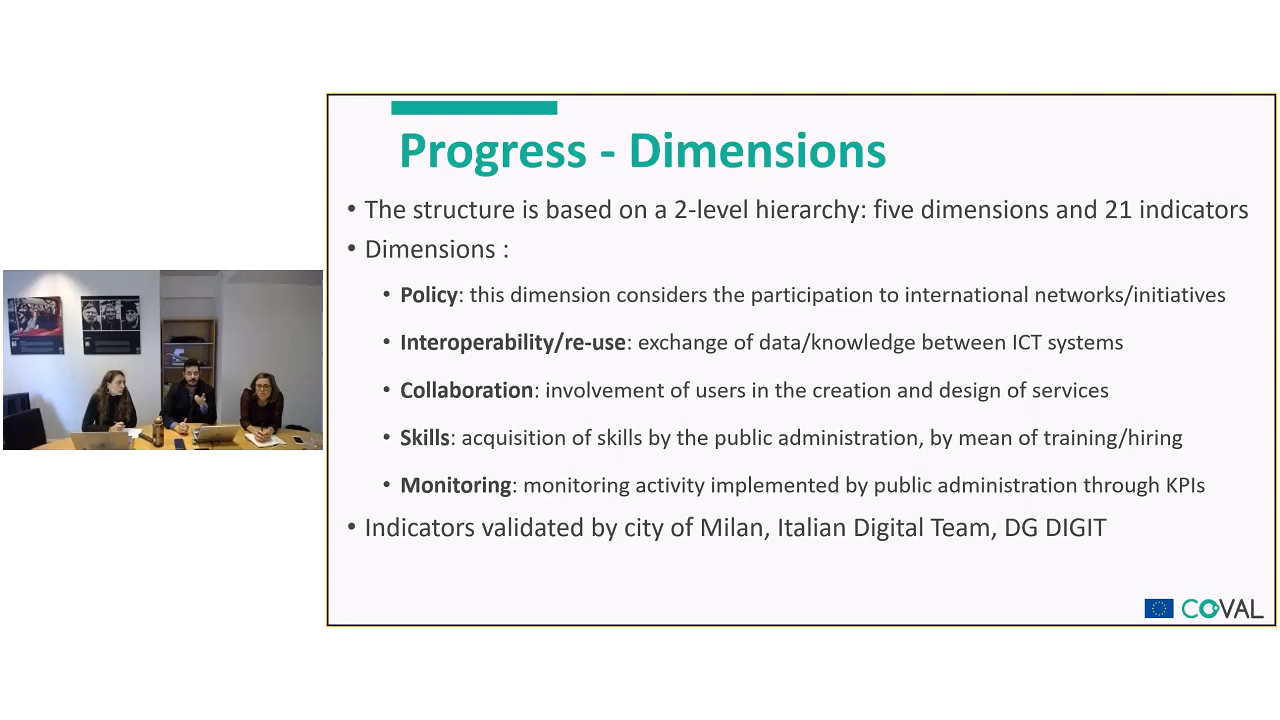 Progress - Dimensions
• The structure is based on a 2-level hierarchy: five dimensions and 21 indicators
• Dimensions :
• Policy: this dimension considers the participation to international networks/initiatives
• Interoperability/re-use: exchange of data/knowledge between ICT systems
• Collaboration: involvement of users in the creation and design of services
• Skills: acquisition of skills by the public administration, by mean of training/hiring
• Monitoring: monitoring activity implemented by public administration through KPIs
• Indicators validated by city of Milan, Italian Digital Team, DG DIGIT
COVAL